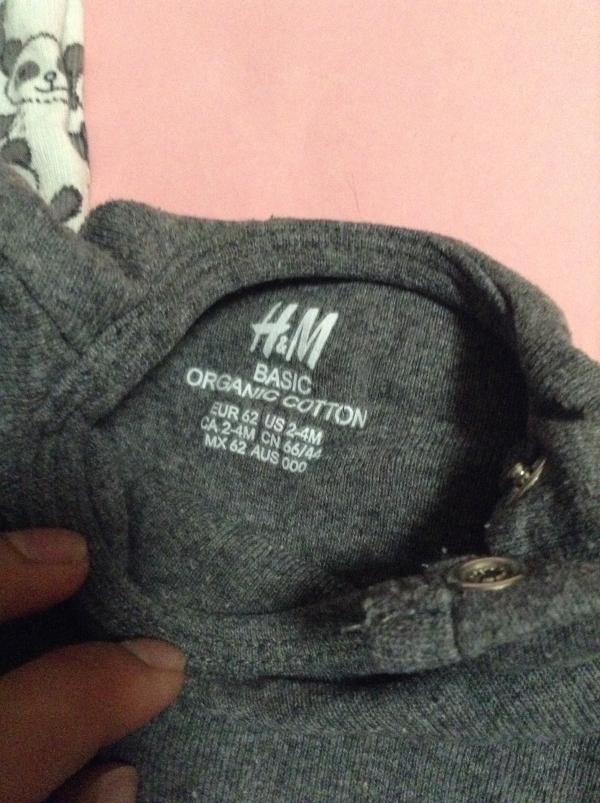 H&M
BASIC
ORGANIC COTTON
EUR 62 US 2-4M
CA 2-4M CN 66/44
MX 62 AUS 000